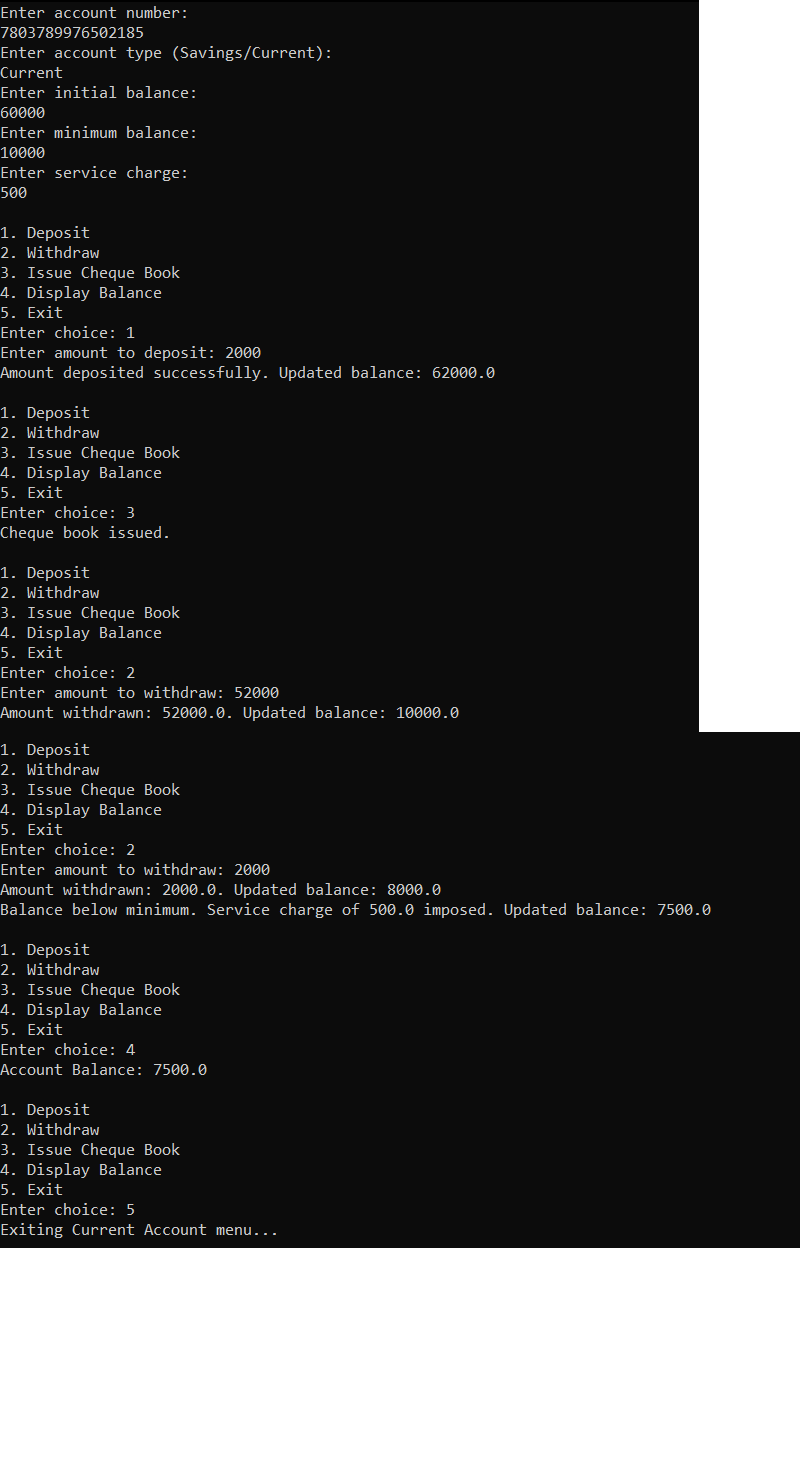 Enter account number:
7803789976502185
Enter account type (Savings/Current):
Current
Enter initial balance:
60000
Enter minimum balance:
10000
Enter service charge:
500

1. Deposit
2. Withdraw
3. Issue Cheque Book
4. Display Balance
5. Exit
Enter choice: 1
Enter amount to deposit: 2000
Amount deposited successfully. Updated balance: 62000.0

1. Deposit
2. Withdraw
3. Issue Cheque Book
4. Display Balance
5. Exit
Enter choice: 3
Cheque book issued.

1. Deposit
2. Withdraw
3. Issue Cheque Book
4. Display Balance
5. Exit
Enter choice: 2
Enter amount to withdraw: 52000
Amount withdrawn: 52000.0. Updated balance: 10000.0

1. Deposit
2. Withdraw
3. Issue Cheque Book
4. Display Balance
5. Exit
Enter choice: 2
Enter amount to withdraw: 2000
Amount withdrawn: 2000.0. Updated balance: 8000.0
Balance below minimum. Service charge of 500.0 imposed. Updated balance: 7500.0

1. Deposit
2. Withdraw
3. Issue Cheque Book
4. Display Balance
5. Exit
Enter choice: 4
Account Balance: 7500.0

1. Deposit
2. Withdraw
3. Issue Cheque Book
4. Display Balance
5. Exit
Enter choice: 5
Exiting Current Account menu...